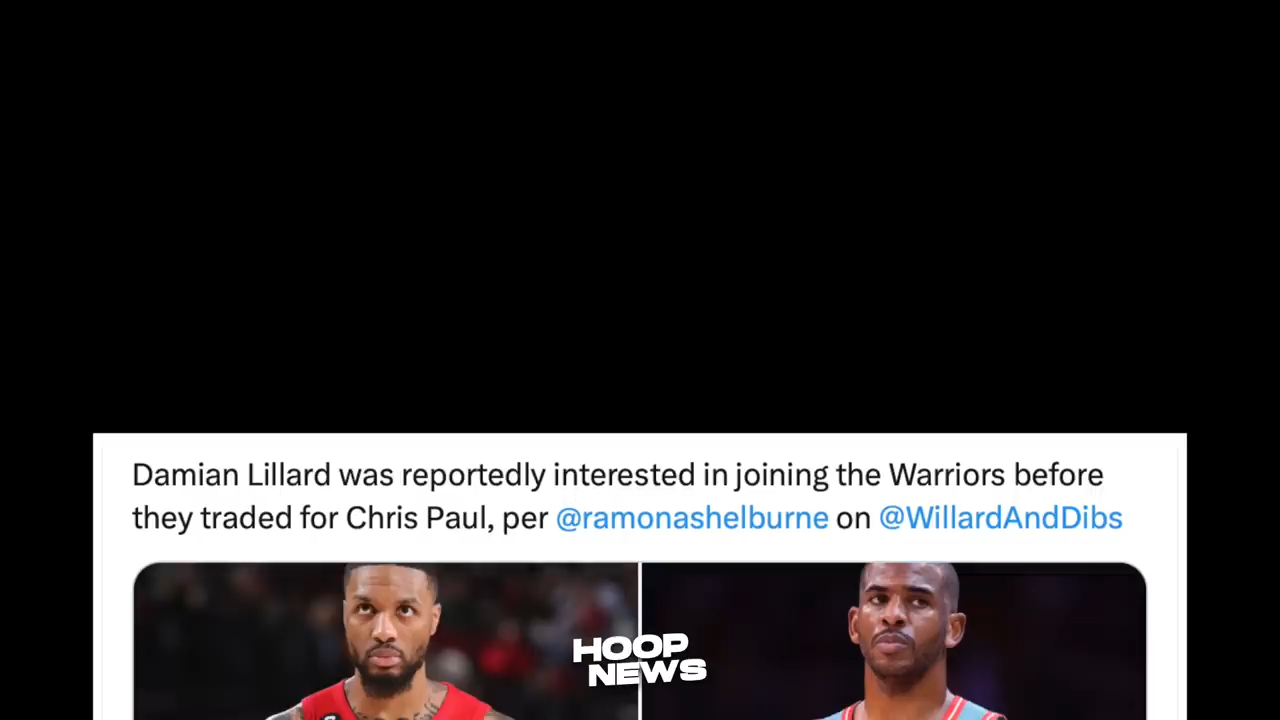 Damian Lillard was reportedly interested in joining the Warriors before
they traded for Chris Paul, per @ramonashelburne on @WillardAndDibs
HOOP
NEWS